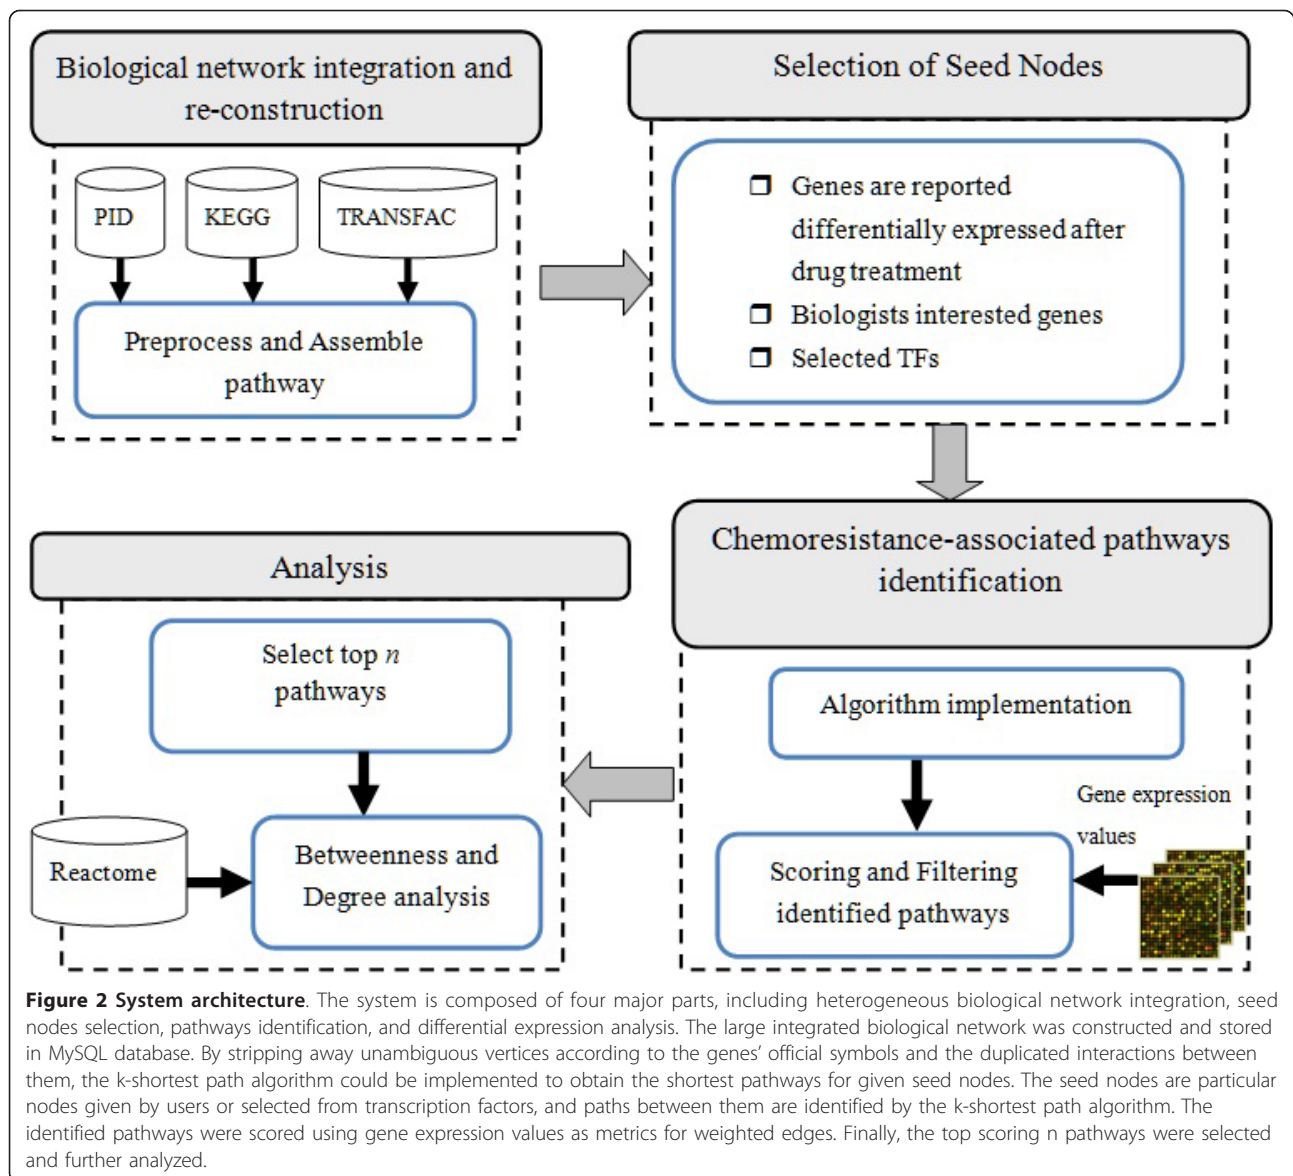 Biological network integration and
re-construction
PID
KEGG
TRANSFAC
Preprocess and Assemble
pathway
Selection of Seed Nodes
❒ Genes are reported
differentially expressed after
drug treatment
❒ Biologists interested genes
❒ Selected TFs
Chemoresistance-associated pathways
identification
Algorithm implementation
Gene expression
values
Scoring and Filtering
identified pathways
Analysis
Select top n
pathways
Reactome
Betweenness and
Degree analysis
Figure 2 System architecture. The system is composed of four major parts, including heterogeneous biological network integration, seed
nodes selection, pathways identification, and differential expression analysis. The large integrated biological network was constructed and stored
in MySQL database. By stripping away unambiguous vertices according to the genes' official symbols and the duplicated interactions between
them, the k-shortest path algorithm could be implemented to obtain the shortest pathways for given seed nodes. The seed nodes are particular
nodes given by users or selected from transcription factors, and paths between them are identified by the k-shortest path algorithm. The
identified pathways were scored using gene expression values as metrics for weighted edges. Finally, the top scoring n pathways were selected
and further analyzed.